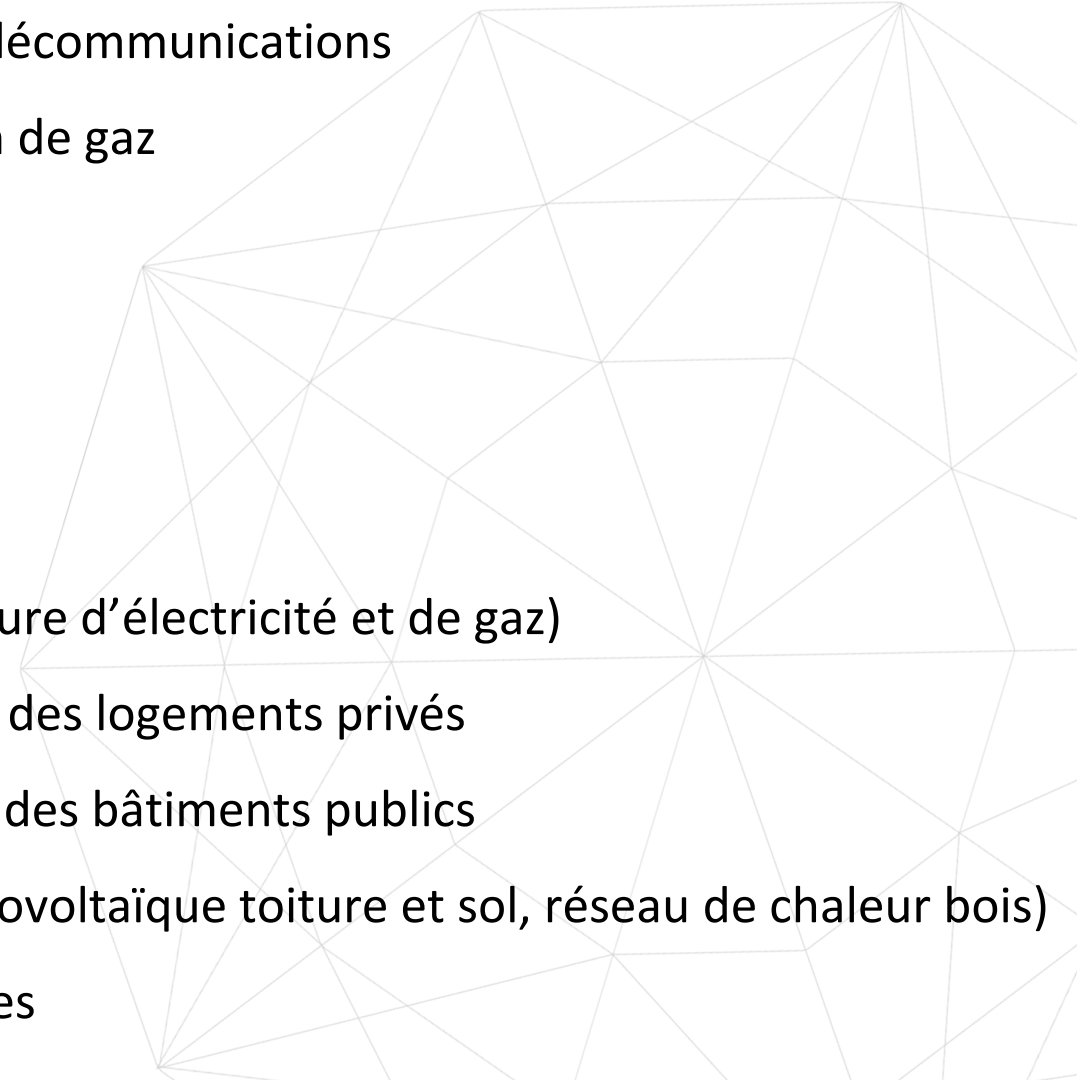 lécommunications
de gaz
ure d’électricité et de gaz)
des logements privés
des bâtiments publics
ovoltaïque toiture et sol, réseau de chaleur bois)
es